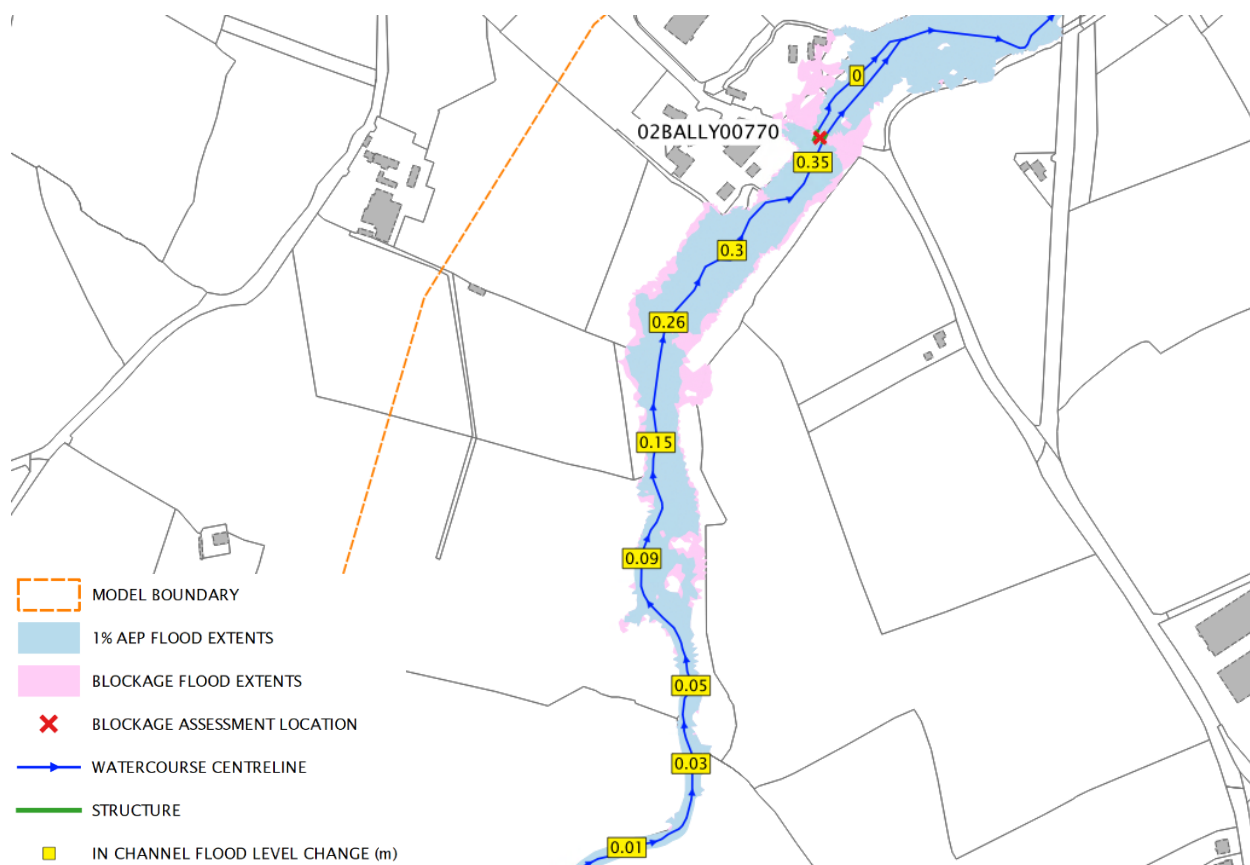 0
02BALLY00770
0.35
0.3
0.26
0.15
0.09
0.05
0.03
0.01
MODEL BOUNDARY
1% AEP FLOOD EXTENTS
BLOCKAGE FLOOD EXTENTS
BLOCKAGE ASSESSMENT LOCATION
WATERCOURSE CENTRELINE
STRUCTURE
IN CHANNEL FLOOD LEVEL CHANGE (m)